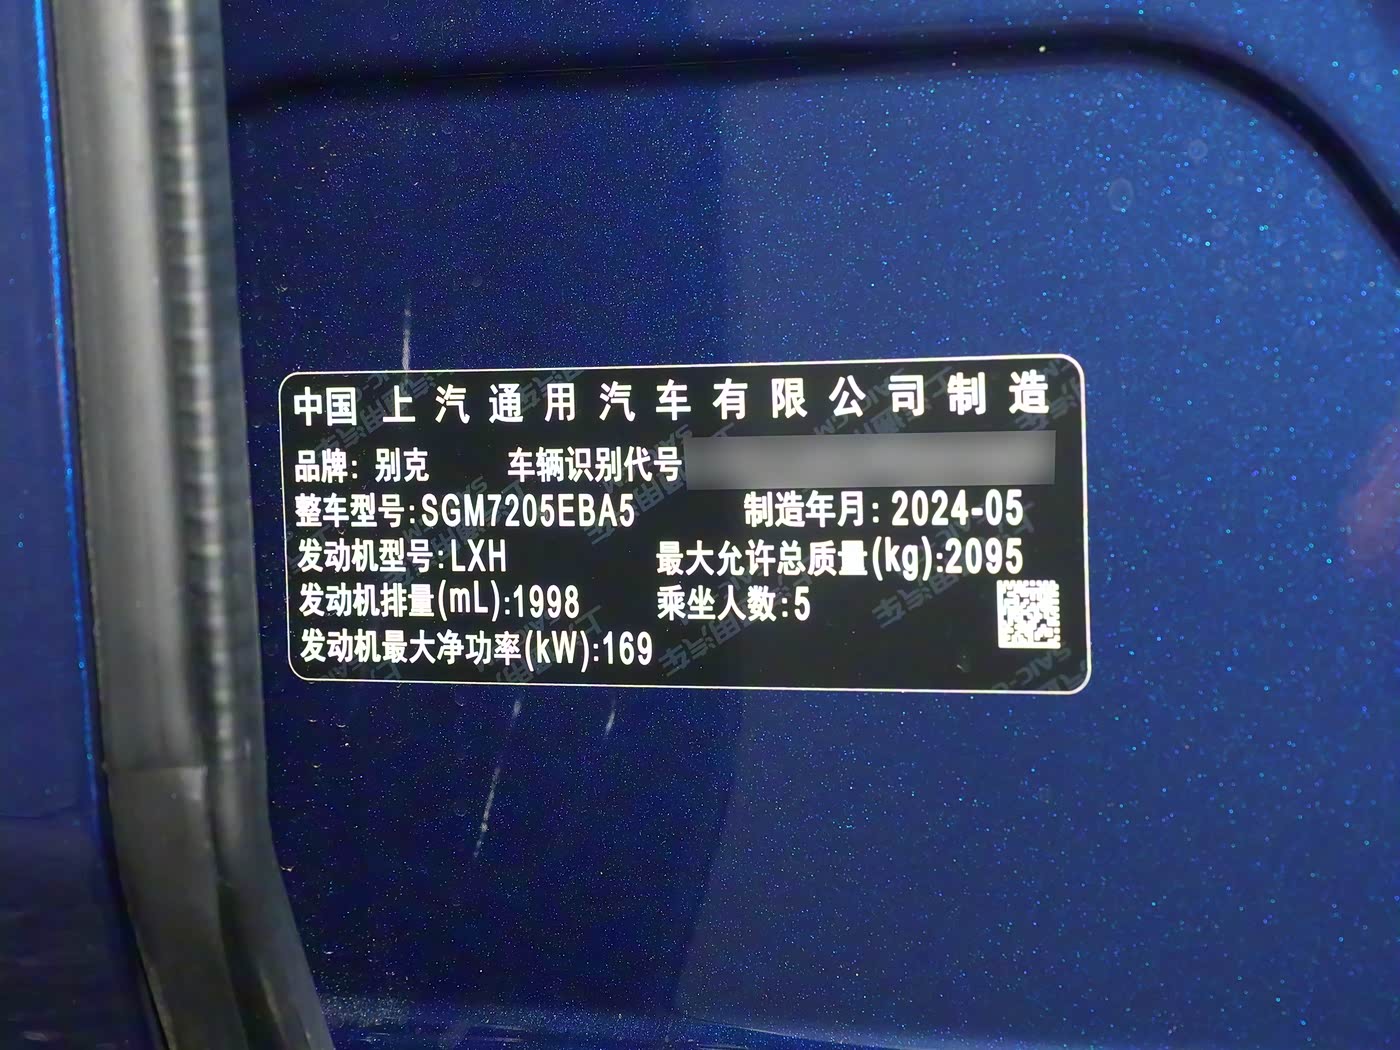 中国 上汽通用汽车有限公司制造
品牌：别克 车辆识别代号
整车型号:SGM7205EBA5 制造年月：2024-05
发动机型号:LXH 最大允许总质量(kg):2095
发动机排量(mL):1998 乘坐人数:5
发动机最大净功率(kW):169